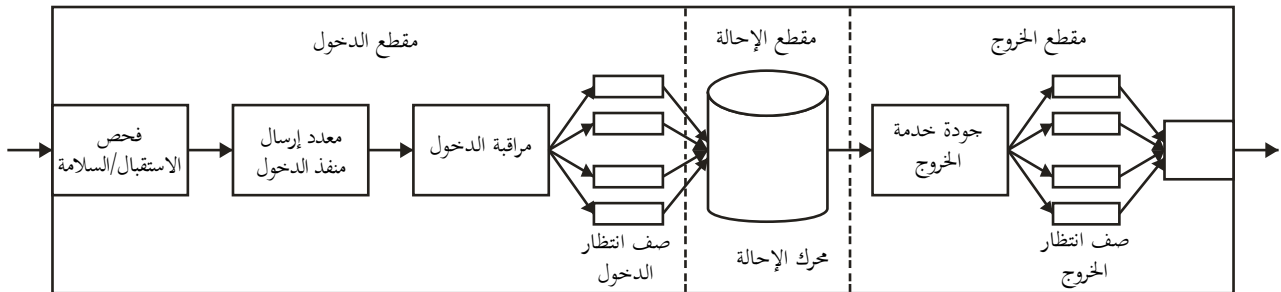 مقطع الدخول
مقطع الإحالة
مقطع الخروج
فحص
الاستقبال/السلامة
معدد إرسال
منفذ الدخول
مراقبة الدخول
صف انتظار
الدخول
محرك الإحالة
جودة خدمة
الخروج
صف انتظار
الخروج